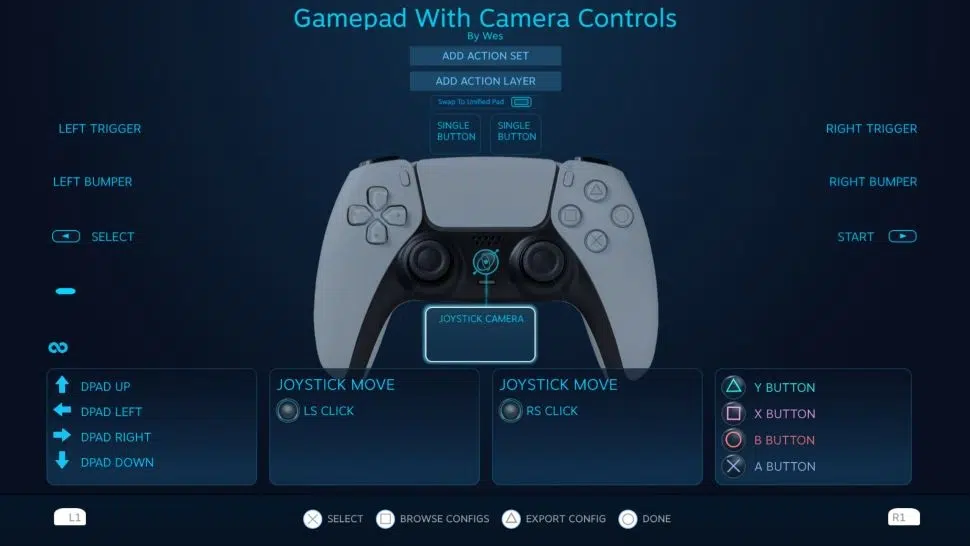 Gamepad With Camera Controls
By Wes
ADD ACTION SET
ADD ACTION LAYER
Swap To Unified Pad
SINGLE BUTTON
SINGLE BUTTON
LEFT TRIGGER
RIGHT TRIGGER
LEFT BUMPER
RIGHT BUMPER
SELECT
START
JOYSTICK CAMERA
DPAD UP
DPAD LEFT
DPAD RIGHT
DPAD DOWN
JOYSTICK MOVE
LS CLICK
JOYSTICK MOVE
RS CLICK
Y BUTTON
X BUTTON
B BUTTON
A BUTTON
L1
SELECT
BROWSE CONFIGS
EXPORT CONFIG
DONE
R1